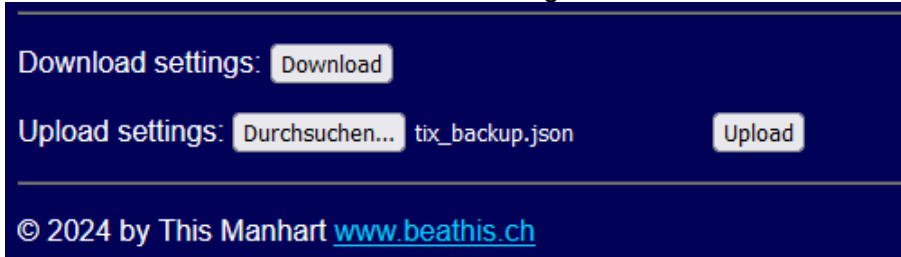 Download settings: Download
Upload settings: Durchsuchen... tix_backup.json Upload
© 2024 by This Manhart www.beathis.ch